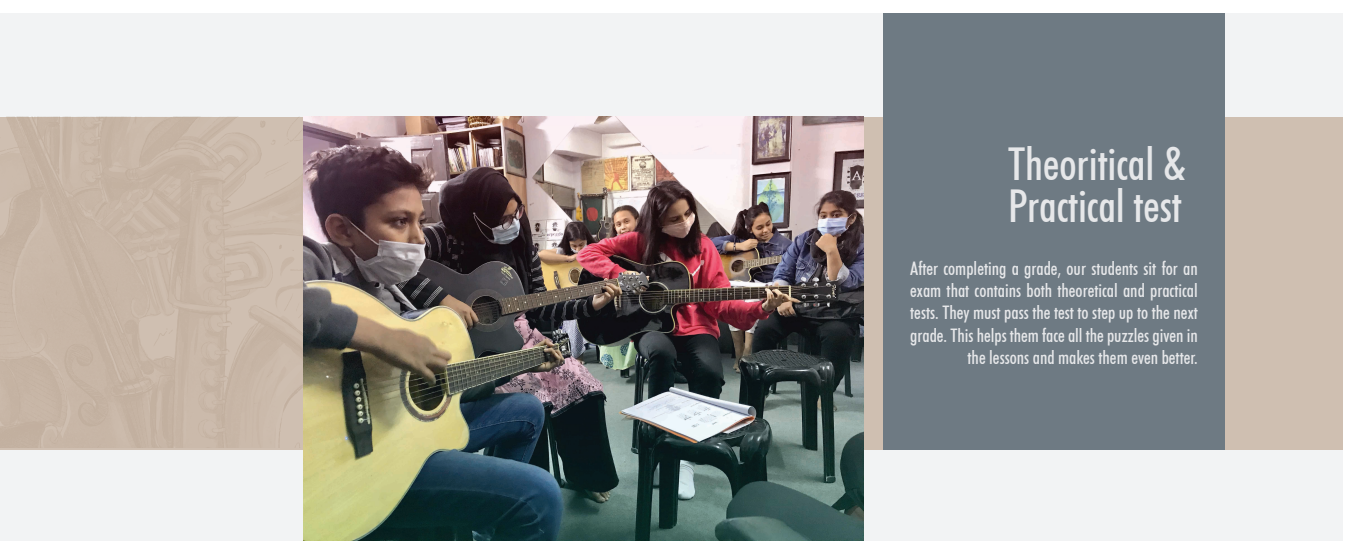 Theoritical &
Practical test
After completing a grade, our students sit for an
exam that contains both theoretical and practical
tests. They must pass the test to step up to the next
grade. This helps them face all the puzzles given in
the lessons and makes them even better.